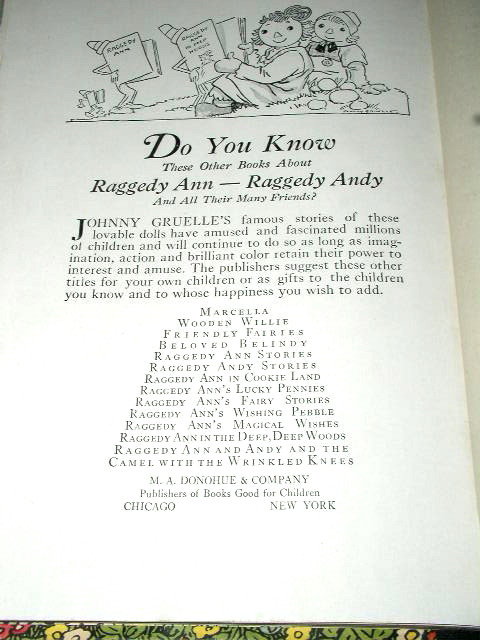 RAGGEDY
ANN
RAGGEDY
ANN
Do You Know
These Other Books About
Raggedy Ann — Raggedy Andy
And All Their Many Friends?
JOHNNY GRUELLE'S famous stories of these
lovable dolls have amused and fascinated millions
of children and will continue to do so as long as imag-
ination, action and brilliant color retain their power to
interest and amuse. The publishers suggest these other
titles for your own children or as gifts to the children
you know and to whose happiness you wish to add.
MARCELLA
WOODEN WILLIE
FRIENDLY FAIRIES
BELOVED BELINDY
RAGGEDY ANN STORIES
RAGGEDY ANDY STORIES
RAGGEDY ANN IN COOKIE LAND
RAGGEDY ANN'S LUCKY PENNIES
RAGGEDY ANN'S FAIRY STORIES
RAGGEDY ANN'S WISHING PEBBLE
RAGGEDY ANN'S MAGICAL WISHES
RAGGEDY ANN IN THE DEEP, DEEP WOODS
RAGGEDY ANN AND ANDY AND THE
CAMEL WITH THE WRINKLED KNEES
M. A. DONOHUE & COMPANY
Publishers of Books Good for Children
CHICAGO NEW YORK